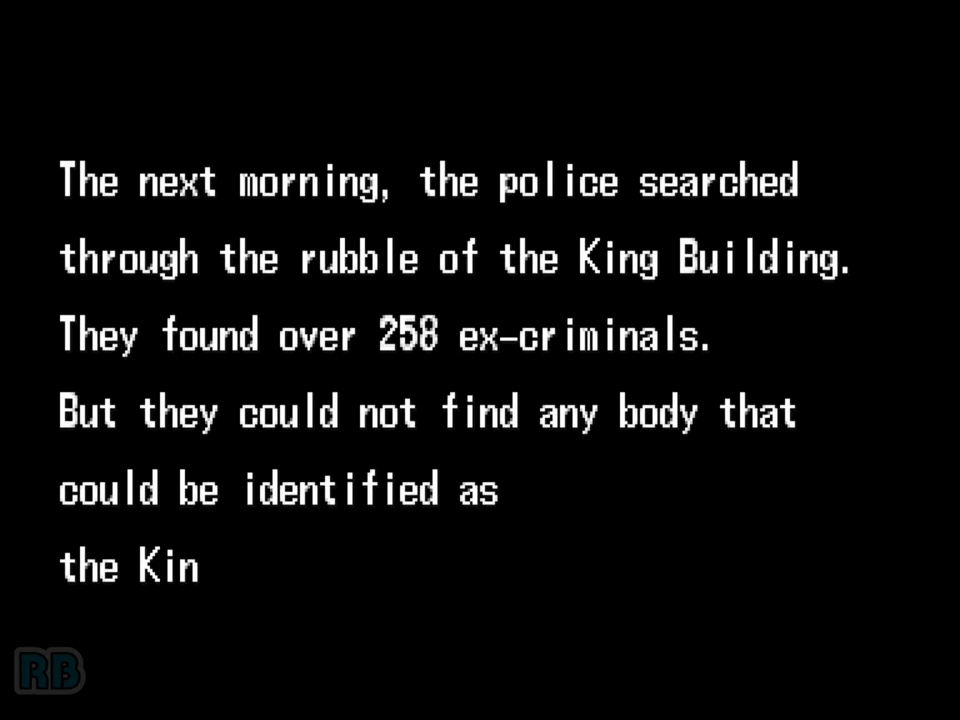 The next morning, the police searched
through the rubble of the King Building.
They found over 258 ex-criminals.
But they could not find any body that
could be identified as
the Kin
RB